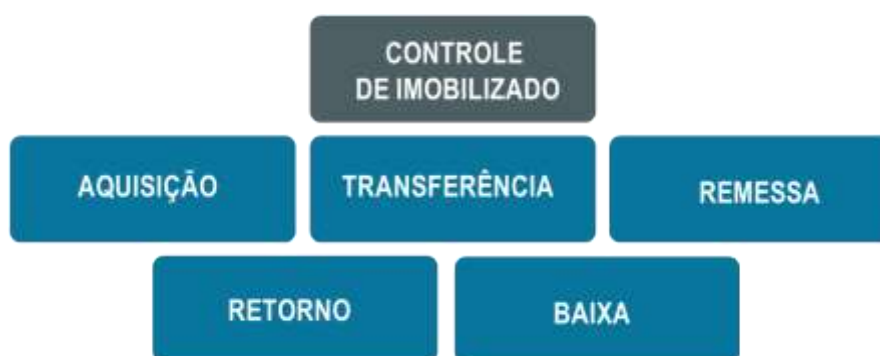 CONTROLE
DE IMOBILIZADO
AQUISIÇÃO
TRANSFERÊNCIA
REMESSA
RETORNO
BAIXA